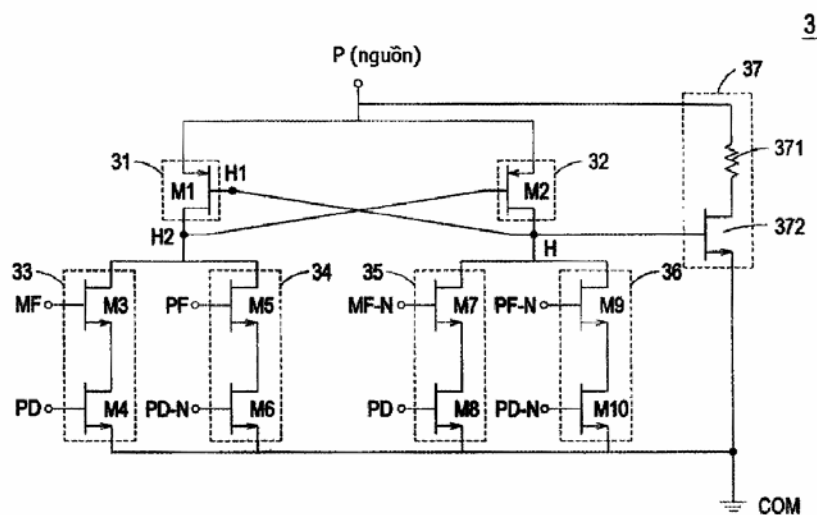 3
P (nguồn)
37
31
32
371
H1
M1
M2
372
H2
H
33
34
35
36
MF
M3
PF
M5
MF-N
M7
PF-N
M9
PD
M4
PD-N
M6
PD
M8
PD-N
M10
COM